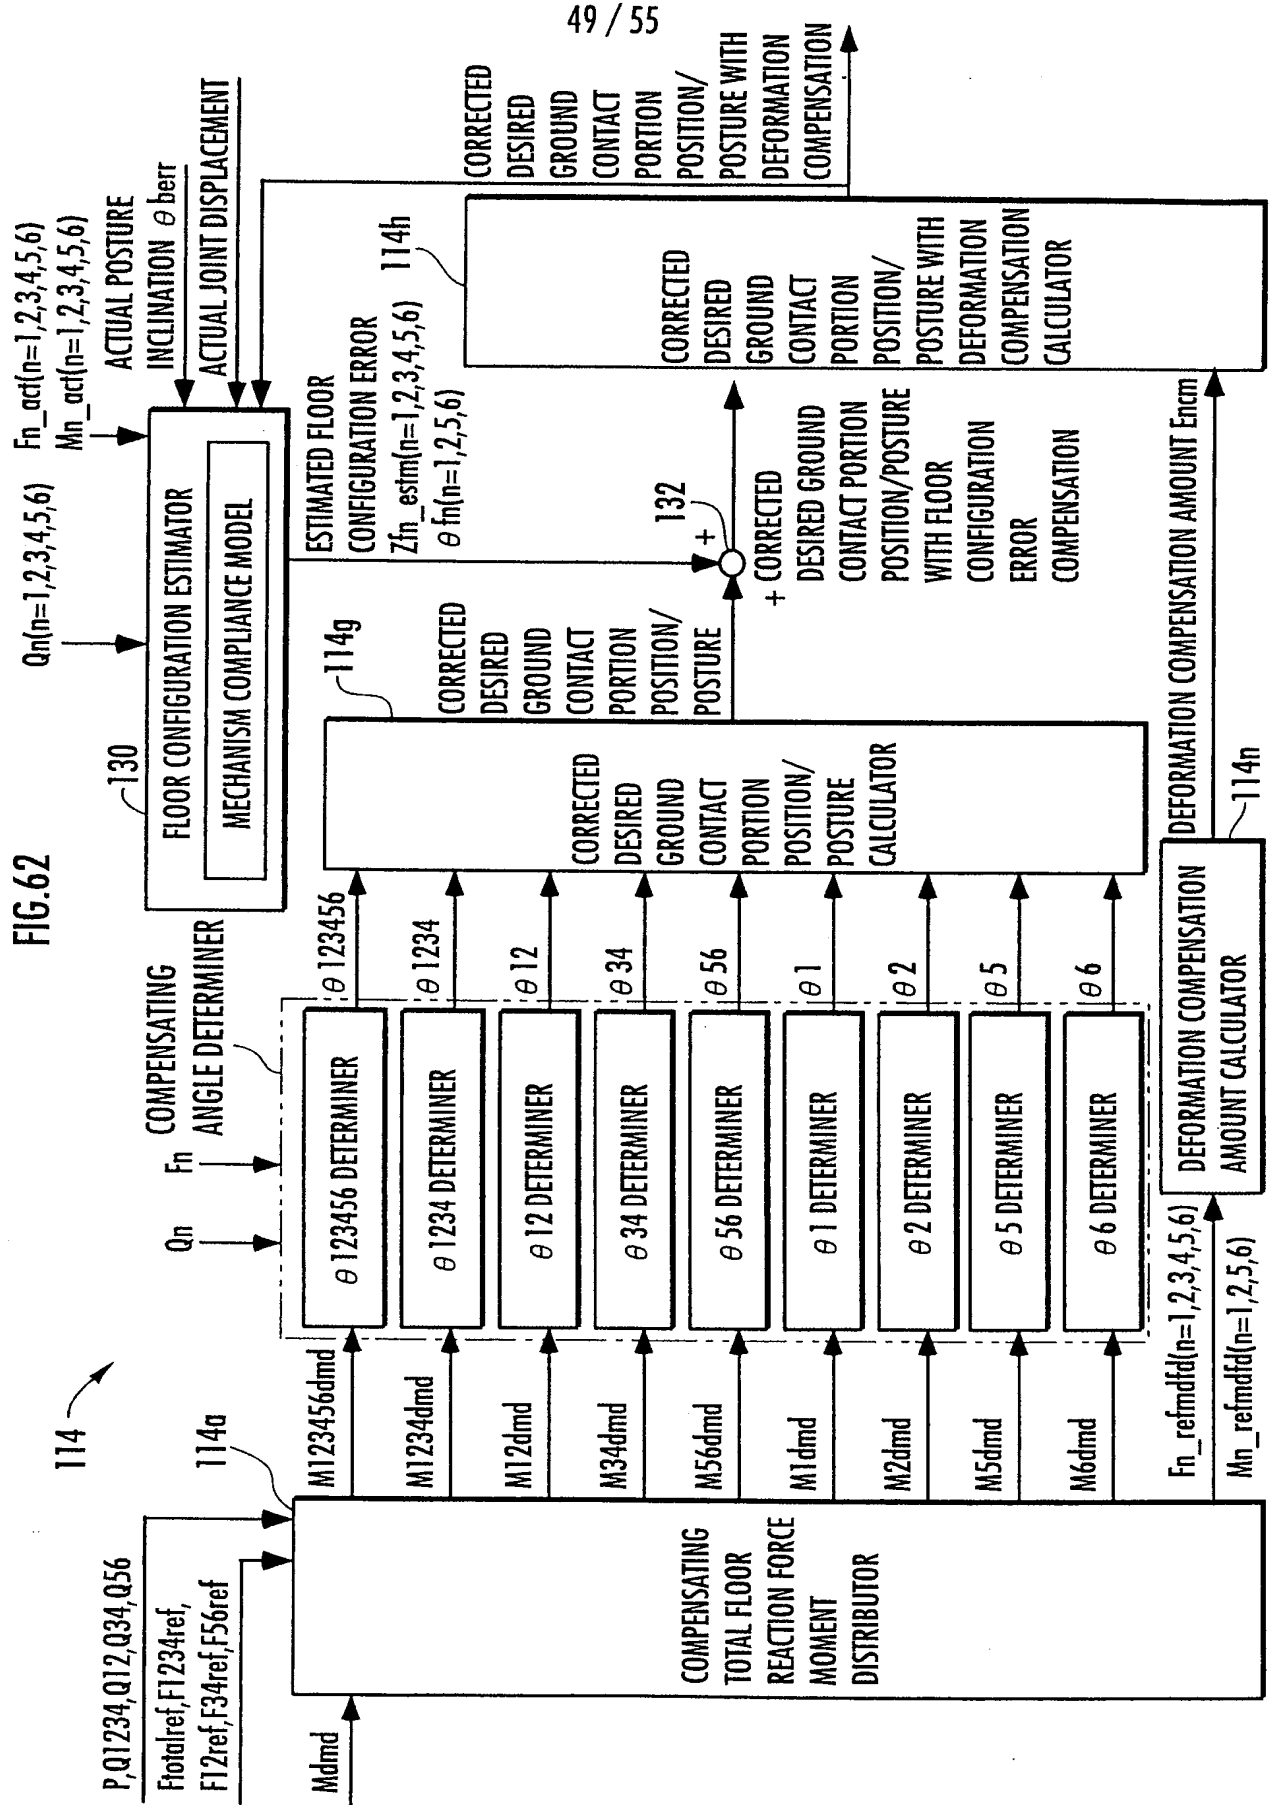 49 / 55
FIG.62
114
P,Q1234,Q12,Q34,Q56
Ftotalref,F1234ref,
F12ref,F34ref,F56ref
Mdmd
114a
COMPENSATING
TOTAL FLOOR
REACTION FORCE
MOMENT
DISTRIBUTOR
M123456dmd
M1234dmd
M12dmd
M34dmd
M56dmd
M1dmd
M2dmd
M5dmd
M6dmd
Fn_refmdfd(n=1,2,3,4,5,6)
Mn_refmdfd(n=1,2,5,6)
Qn
Fn
COMPENSATING
ANGLE DETERMINER
θ123456 DETERMINER
θ1234 DETERMINER
θ12 DETERMINER
θ34 DETERMINER
θ56 DETERMINER
θ1 DETERMINER
θ2 DETERMINER
θ5 DETERMINER
θ6 DETERMINER
DEFORMATION COMPENSATION
AMOUNT CALCULATOR
114n
θ123456
θ1234
θ12
θ34
θ56
θ1
θ2
θ5
θ6
130
FLOOR CONFIGURATION ESTIMATOR
MECHANISM COMPLIANCE MODEL
Qn(n=1,2,3,4,5,6)
Fn_act(n=1,2,3,4,5,6)
Mn_act(n=1,2,3,4,5,6)
ACTUAL POSTURE
INCLINATION θberr
ACTUAL JOINT DISPLACEMENT
114g
CORRECTED
DESIRED
GROUND
CONTACT
PORTION
POSITION/
POSTURE
CALCULATOR
CORRECTED
DESIRED
GROUND
CONTACT
PORTION
POSITION/
POSTURE
ESTIMATED FLOOR
CONFIGURATION ERROR
Zfn_estm(n=1,2,3,4,5,6)
θfn(n=1,2,5,6)
132
+
+
CORRECTED
DESIRED GROUND
CONTACT PORTION
POSITION/POSTURE
WITH FLOOR
CONFIGURATION
ERROR
COMPENSATION
DEFORMATION COMPENSATION AMOUNT Encm
114h
CORRECTED
DESIRED
GROUND
CONTACT
PORTION
POSITION/
POSTURE WITH
DEFORMATION
COMPENSATION
CALCULATOR
CORRECTED
DESIRED
GROUND
CONTACT
PORTION
POSITION/
POSTURE WITH
DEFORMATION
COMPENSATION